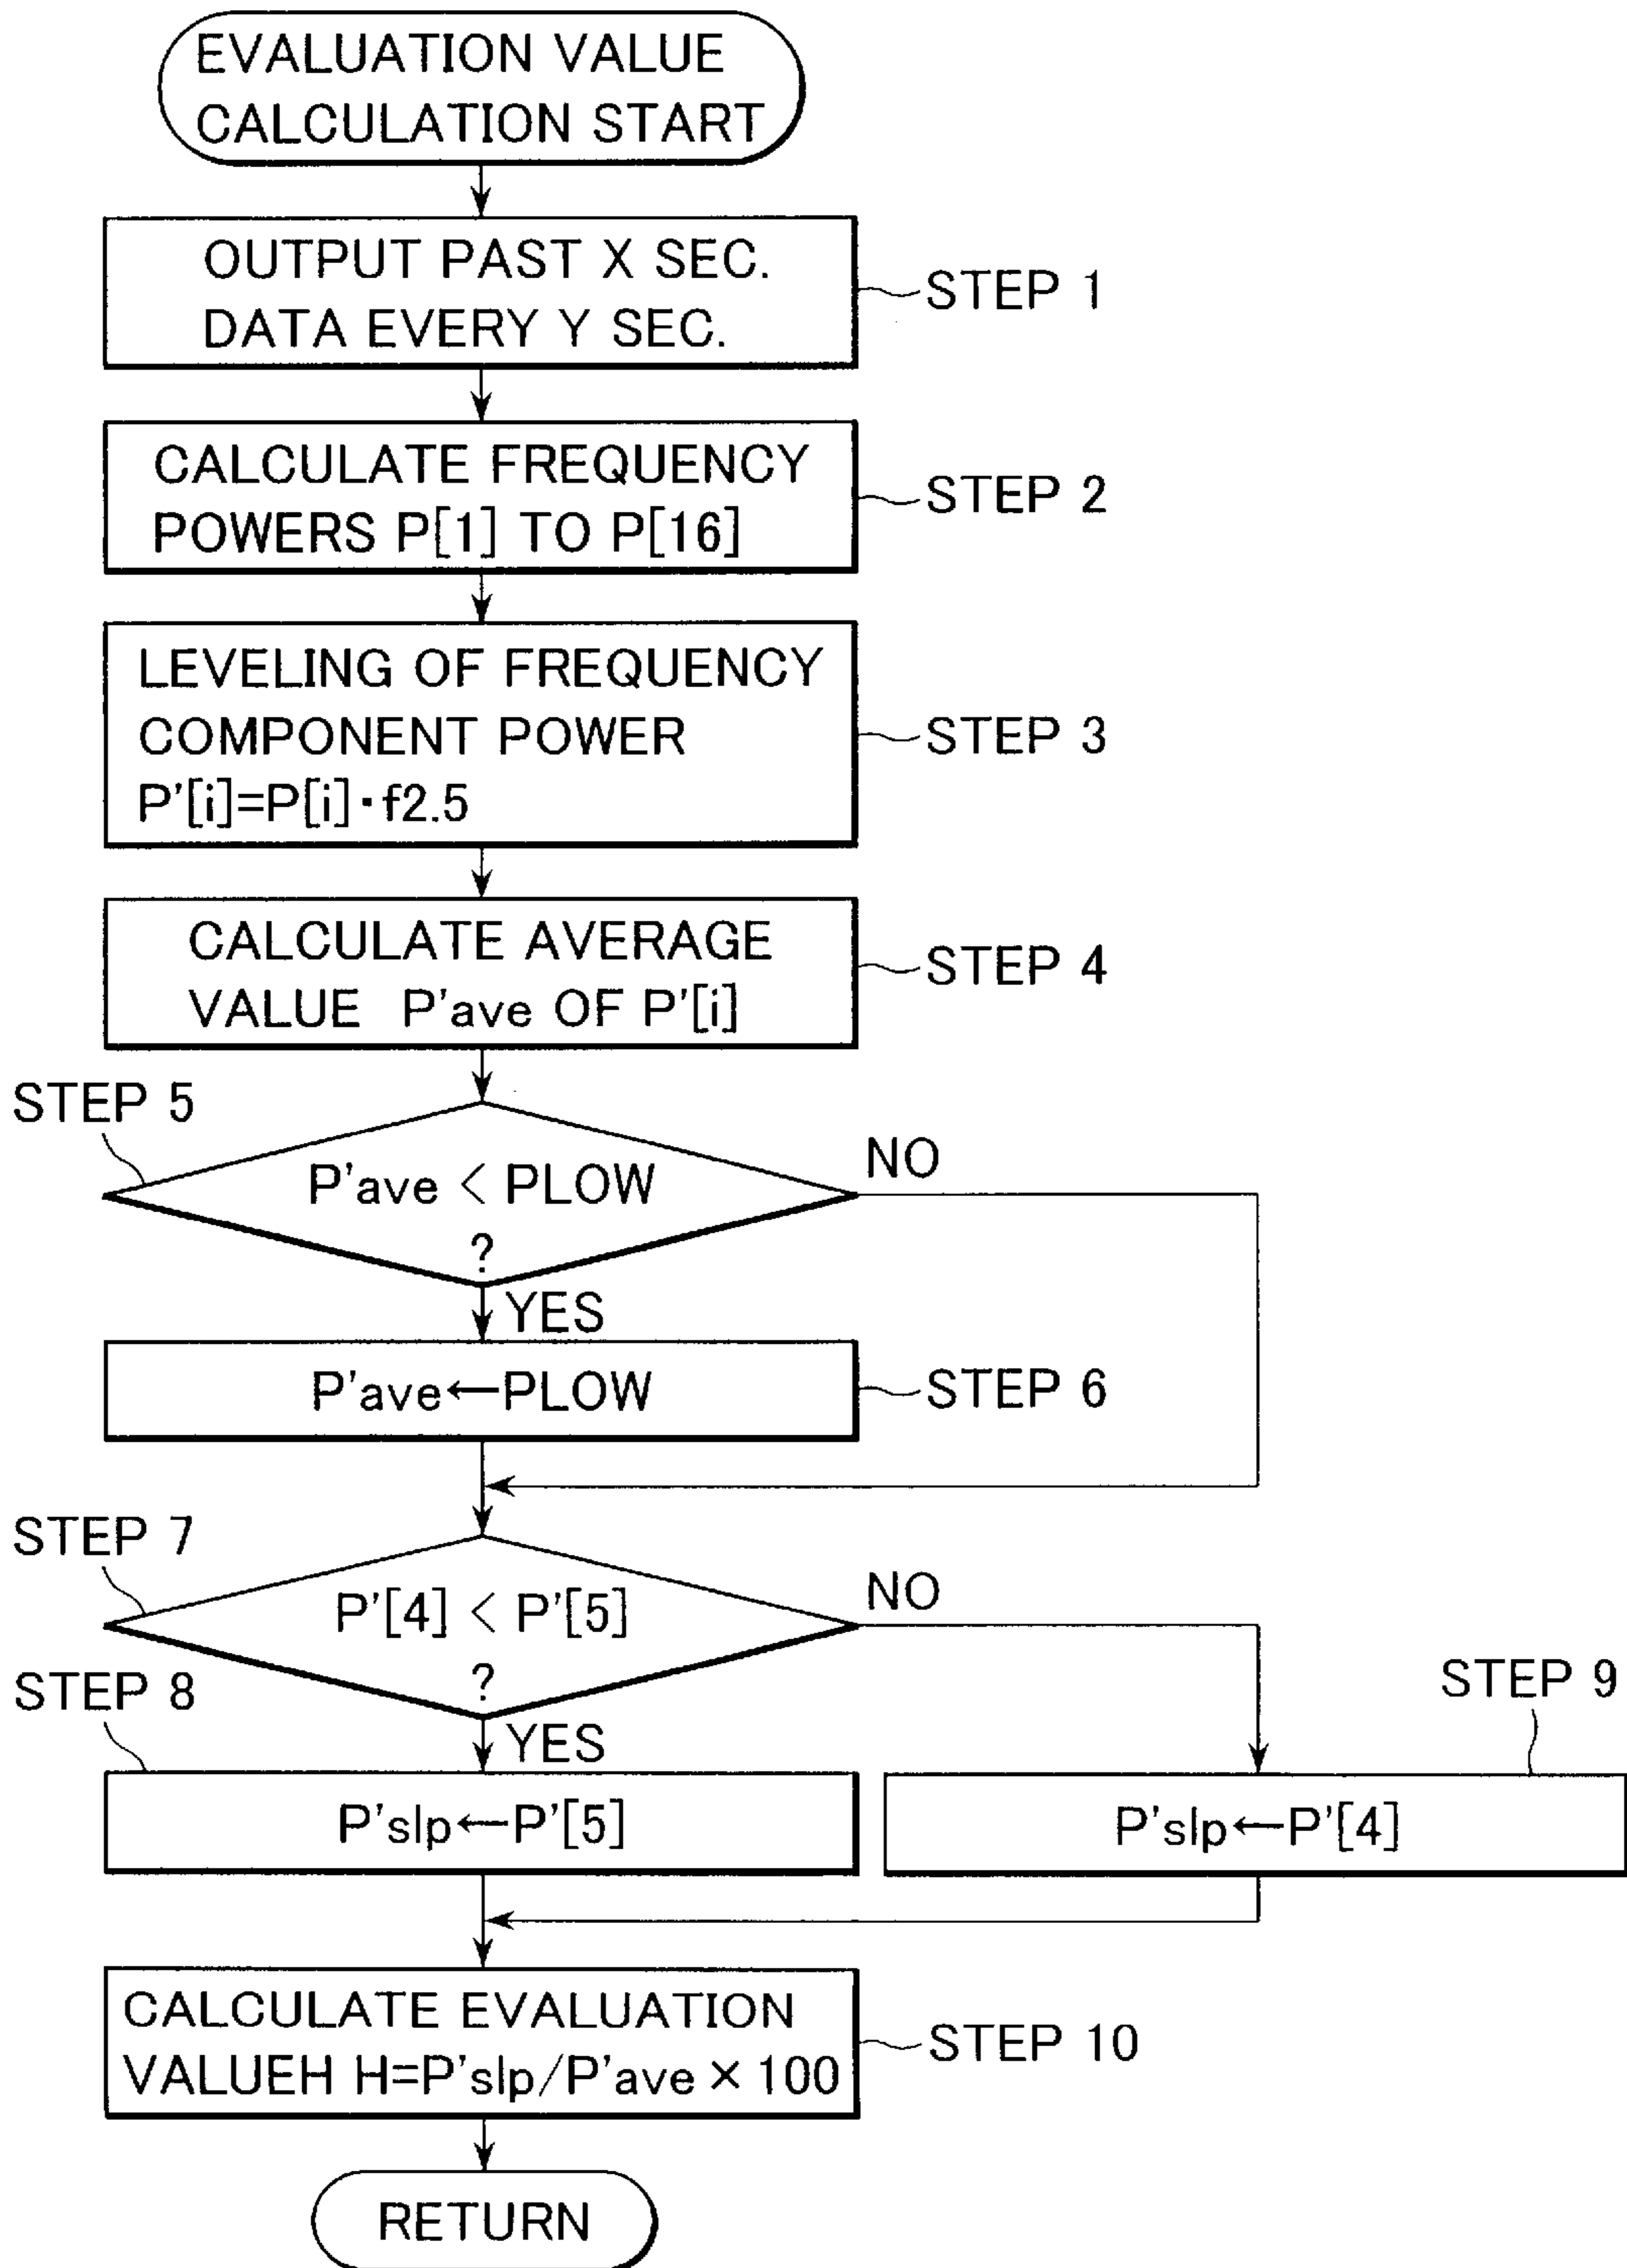 EVALUATION VALUE
CALCULATION START
OUTPUT PAST X SEC.
DATA EVERY Y SEC.
STEP 1
CALCULATE FREQUENCY
POWERS P[1] TO P[16]
STEP 2
LEVELING OF FREQUENCY
COMPONENT POWER
P'[i]=P[i]・f2.5
STEP 3
CALCULATE AVERAGE
VALUE P'ave OF P'[i]
STEP 4
STEP 5
P'ave < PLOW
?
NO
YES
P'ave←PLOW
STEP 6
STEP 7
P'[4] < P'[5]
?
NO
YES
STEP 8
P'slp←P'[5]
STEP 9
P'slp←P'[4]
CALCULATE EVALUATION
VALUEH H=P'slp/P'ave×100
STEP 10
RETURN